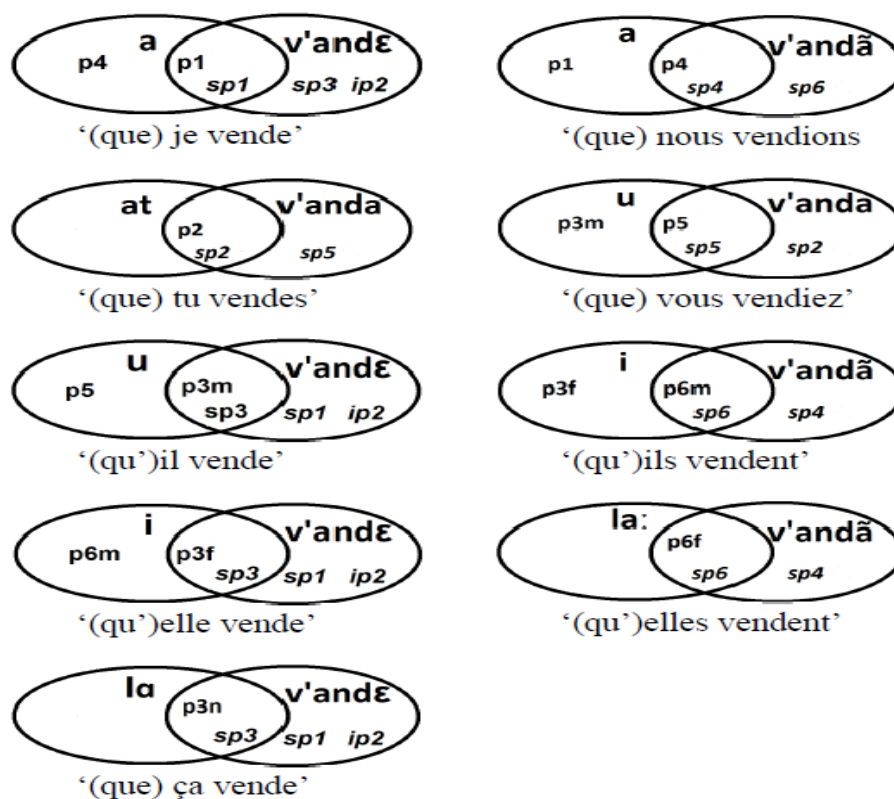 a v'andɛ
p4 p1
sp1 sp3 ip2
‘(que) je vende’
a v'andã
p1 p4
sp4 sp6
‘(que) nous vendions
at v'anda
p2
sp2 sp5
‘(que) tu vendes’
u v'anda
p3m p5
sp5 sp2
‘(que) vous vendiez’
u v'andɛ
p5 p3m
sp3 sp1 ip2
‘(qu’)il vende’
i v'andã
p3f p6m
sp6 sp4
‘(qu’)ils vendent’
i v'andɛ
p6m p3f
sp3 sp1 ip2
‘(qu’)elle vende’
laː v'andã
p6f
sp6 sp4
‘(qu’)elles vendent’
lɑ v'andɛ
p3n
sp3 sp1 ip2
‘(que) ça vende’